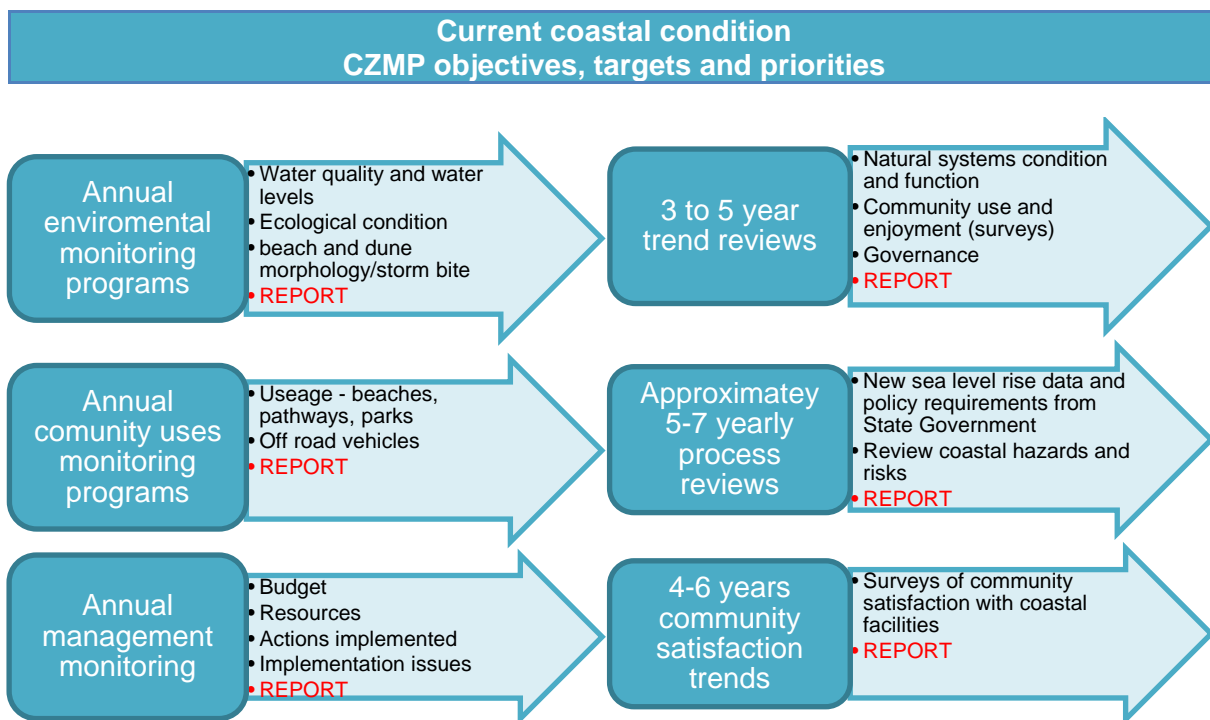 Current coastal condition
CZMP objectives, targets and priorities
Annual
enviromental
monitoring
programs
• Water quality and water
levels
• Ecological condition
• beach and dune
morphology/storm bite
• REPORT
3 to 5 year
trend reviews
• Natural systems condition
and function
• Community use and
enjoyment (surveys)
• Governance
• REPORT
Annual
comunity uses
monitoring
programs
• Useage - beaches,
pathways, parks
• Off road vehicles
• REPORT
Approximatey
5-7 yearly
process
reviews
• New sea level rise data and
policy requirements from
State Government
• Review coastal hazards and
risks
• REPORT
Annual
management
monitoring
• Budget
• Resources
• Actions implemented
• Implementation issues
• REPORT
4-6 years
community
satisfaction
trends
• Surveys of community
satisfaction with coastal
facilities
• REPORT